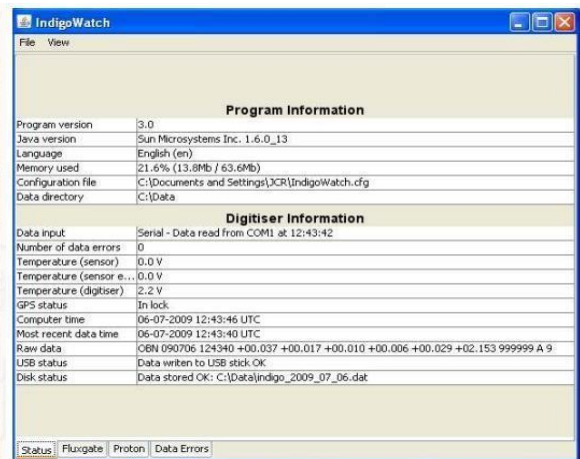 IndigoWatch
File View
Program Information
Program version 3.0
Java version Sun Microsystems Inc. 1.6.0_13
Language English (en)
Memory used 21.6% (13.8Mb / 63.6Mb)
Configuration file C:\Documents and Settings\JCR\IndigoWatch.cfg
Data directory C:\Data
Digitiser Information
Data input Serial - Data read from COM1 at 12:43:42
Number of data errors 0
Temperature (sensor) 0.0 V
Temperature (sensor e... 0.0 V
Temperature (digitiser) 2.2 V
GPS status In lock
Computer time 06-07-2009 12:43:46 UTC
Most recent data time 06-07-2009 12:43:40 UTC
Raw data OBN 090706 124340 +00.037 +00.017 +00.010 +00.006 +00.029 +02.153 999999 A 9
USB status Data writen to USB stick OK
Disk status Data stored OK: C:\Data\indigo_2009_07_06.dat
Status Fluxgate Proton Data Errors